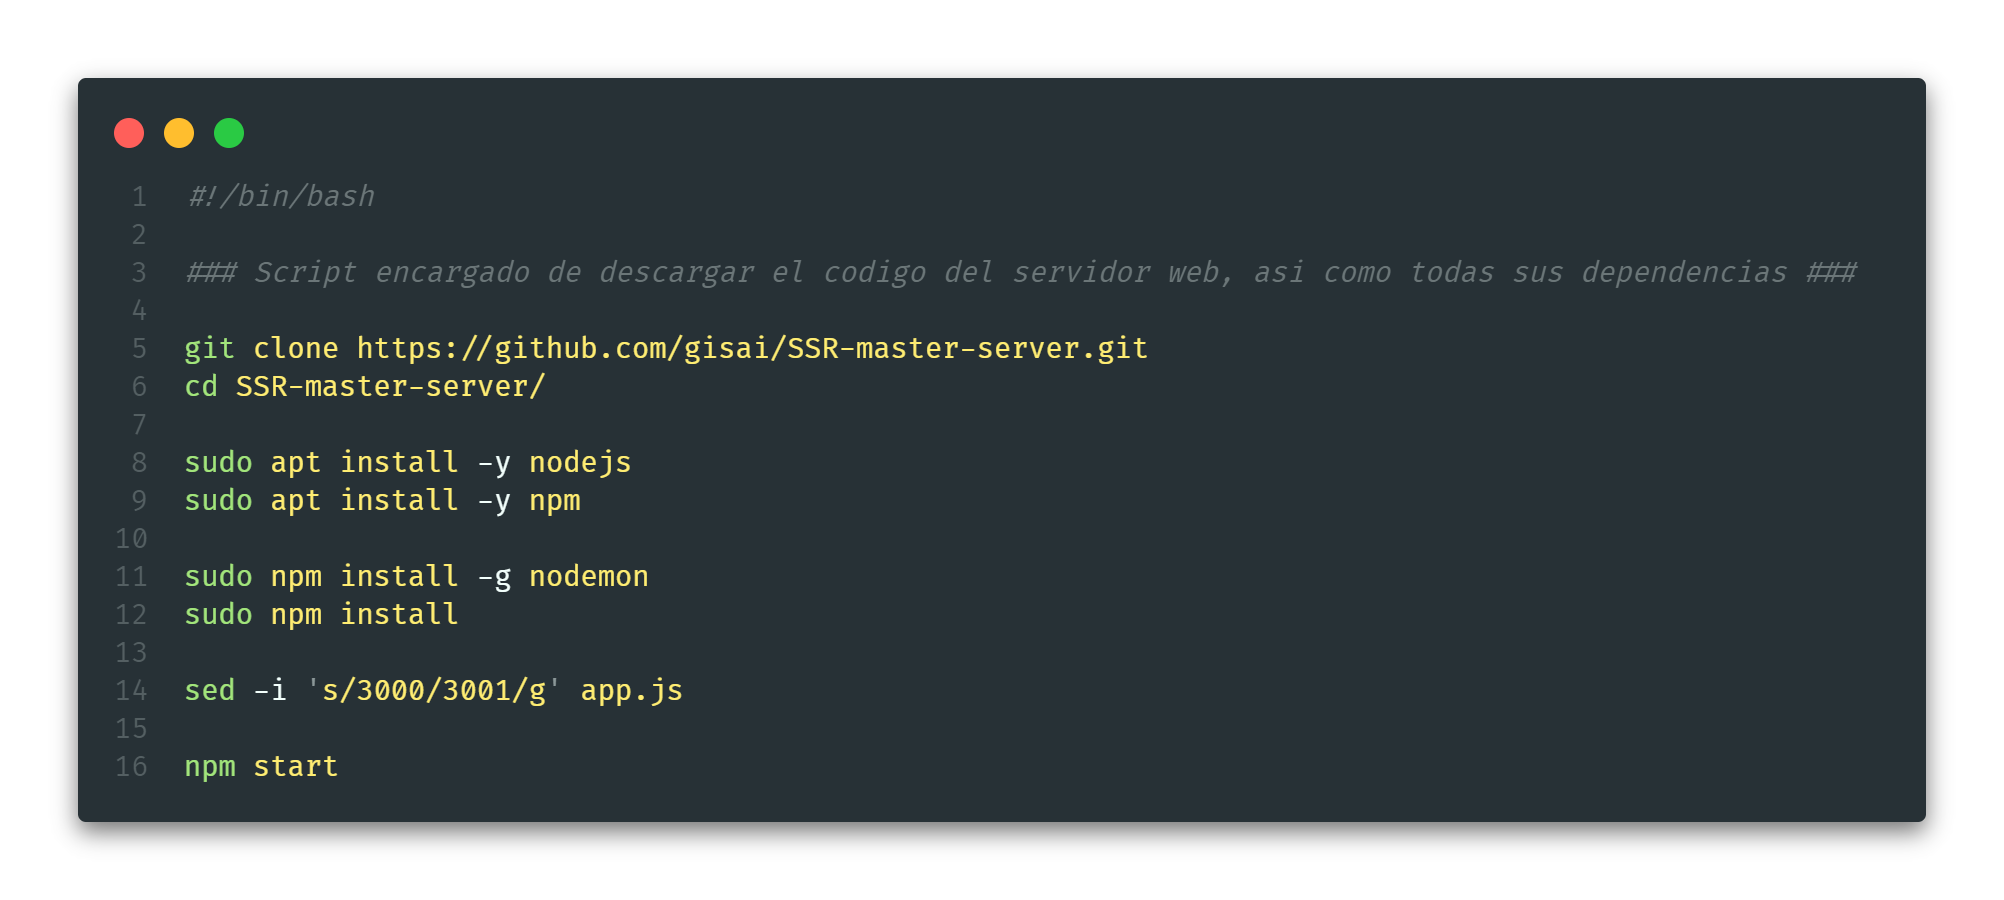 1 #!/bin/bash
2
3 ### Script encargado de descargar el codigo del servidor web, asi como todas sus dependencias ###
4
5 git clone https://github.com/gisai/SSR-master-server.git
6 cd SSR-master-server/
7
8 sudo apt install -y nodejs
9 sudo apt install -y npm
10
11 sudo npm install -g nodemon
12 sudo npm install
13
14 sed -i 's/3000/3001/g' app.js
15
16 npm start